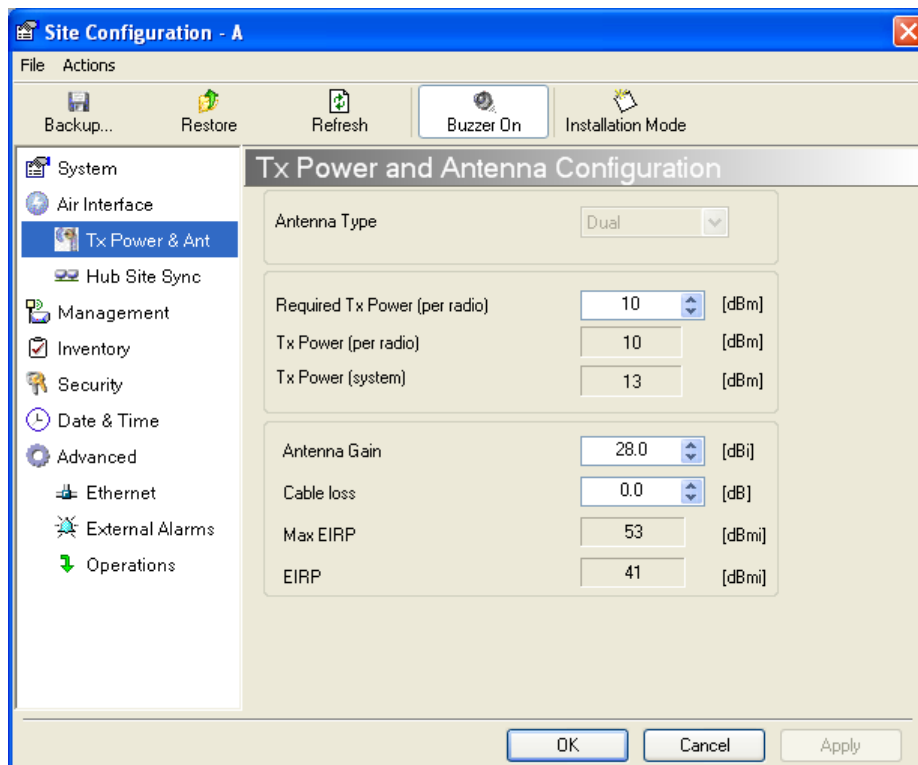 Site Configuration - A
File Actions
Backup... Restore Refresh Buzzer On Installation Mode
System
Air Interface
Tx Power & Ant
Hub Site Sync
Management
Inventory
Security
Date & Time
Advanced
Ethernet
External Alarms
Operations
Tx Power and Antenna Configuration
Antenna Type Dual
Required Tx Power (per radio) 10 [dBm]
Tx Power (per radio) 10 [dBm]
Tx Power (system) 13 [dBm]
Antenna Gain 28.0 [dBi]
Cable loss 0.0 [dB]
Max EIRP 53 [dBmi]
EIRP 41 [dBmi]
OK Cancel Apply